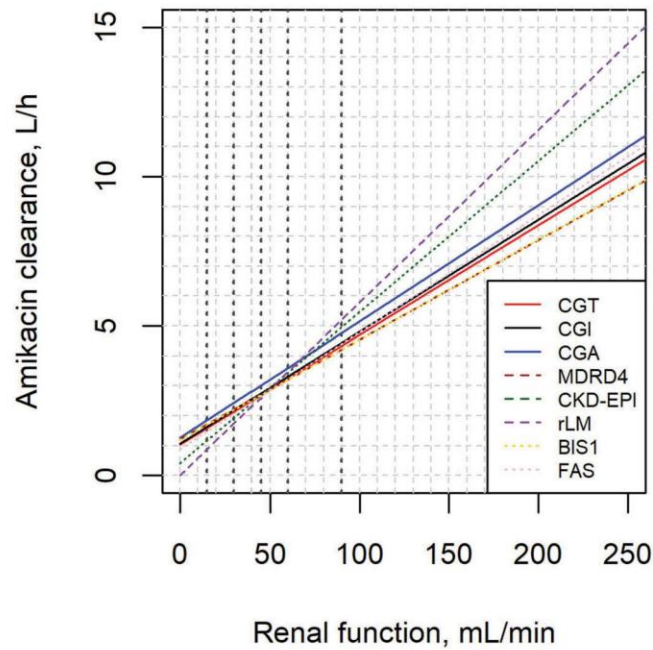 15
10
5
0
Amikacin clearance, L/h
CGT
CGI
CGA
MDRD4
CKD-EPI
rLM
BIS1
FAS
0 50 100 150 200 250
Renal function, mL/min